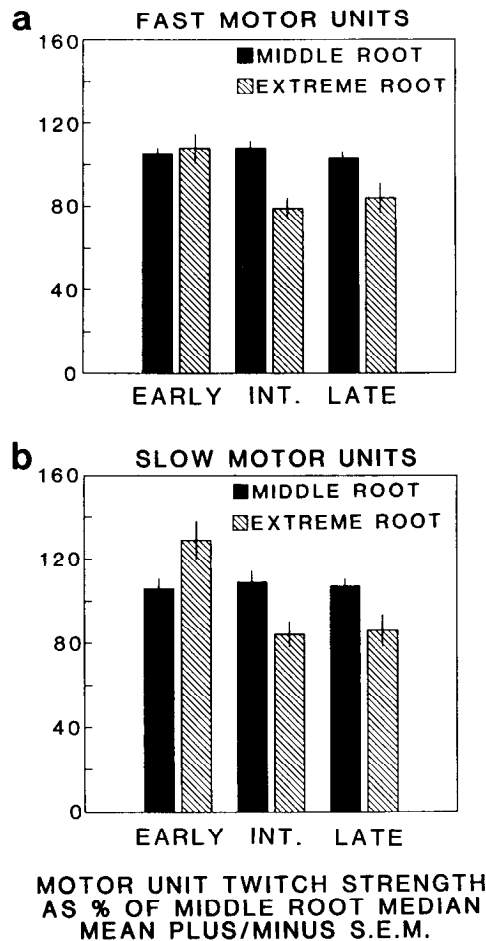 a
FAST MOTOR UNITS
160
MIDDLE ROOT
EXTREME ROOT
120
80
40
0
EARLY INT. LATE
b
SLOW MOTOR UNITS
160
MIDDLE ROOT
EXTREME ROOT
120
80
40
0
EARLY INT. LATE
MOTOR UNIT TWITCH STRENGTH
AS % OF MIDDLE ROOT MEDIAN
MEAN PLUS/MINUS S.E.M.